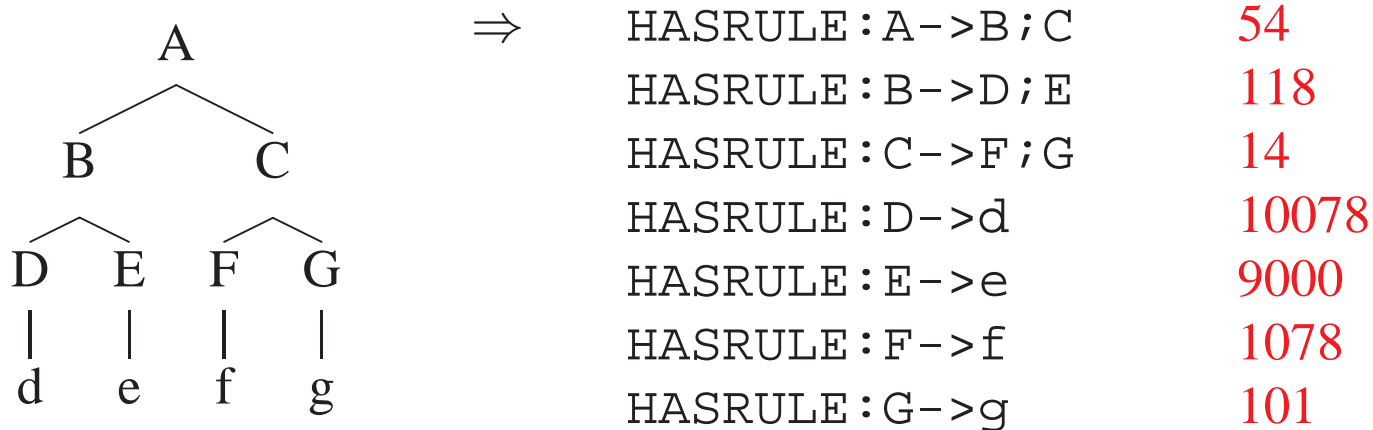 A
B C
D E F G
d e f g
⇒ HASRULE:A->B;C 54
HASRULE:B->D;E 118
HASRULE:C->F;G 14
HASRULE:D->d 10078
HASRULE:E->e 9000
HASRULE:F->f 1078
HASRULE:G->g 101